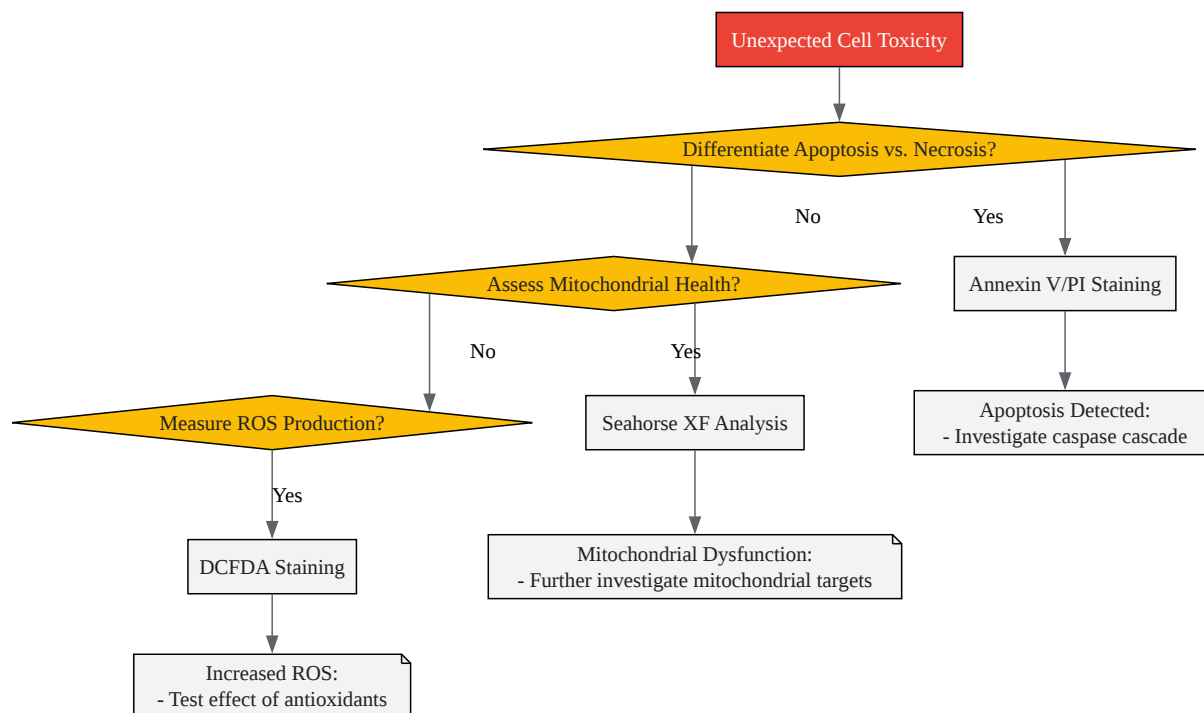 Unexpected Cell Toxicity
Differentiate Apoptosis vs. Necrosis?
No
Yes
Assess Mitochondrial Health?
Annexin V/PI Staining
No
Yes
Measure ROS Production?
Seahorse XF Analysis
Apoptosis Detected:
- Investigate caspase cascade
Yes
DCFDA Staining
Mitochondrial Dysfunction:
- Further investigate mitochondrial targets
Increased ROS:
- Test effect of antioxidants